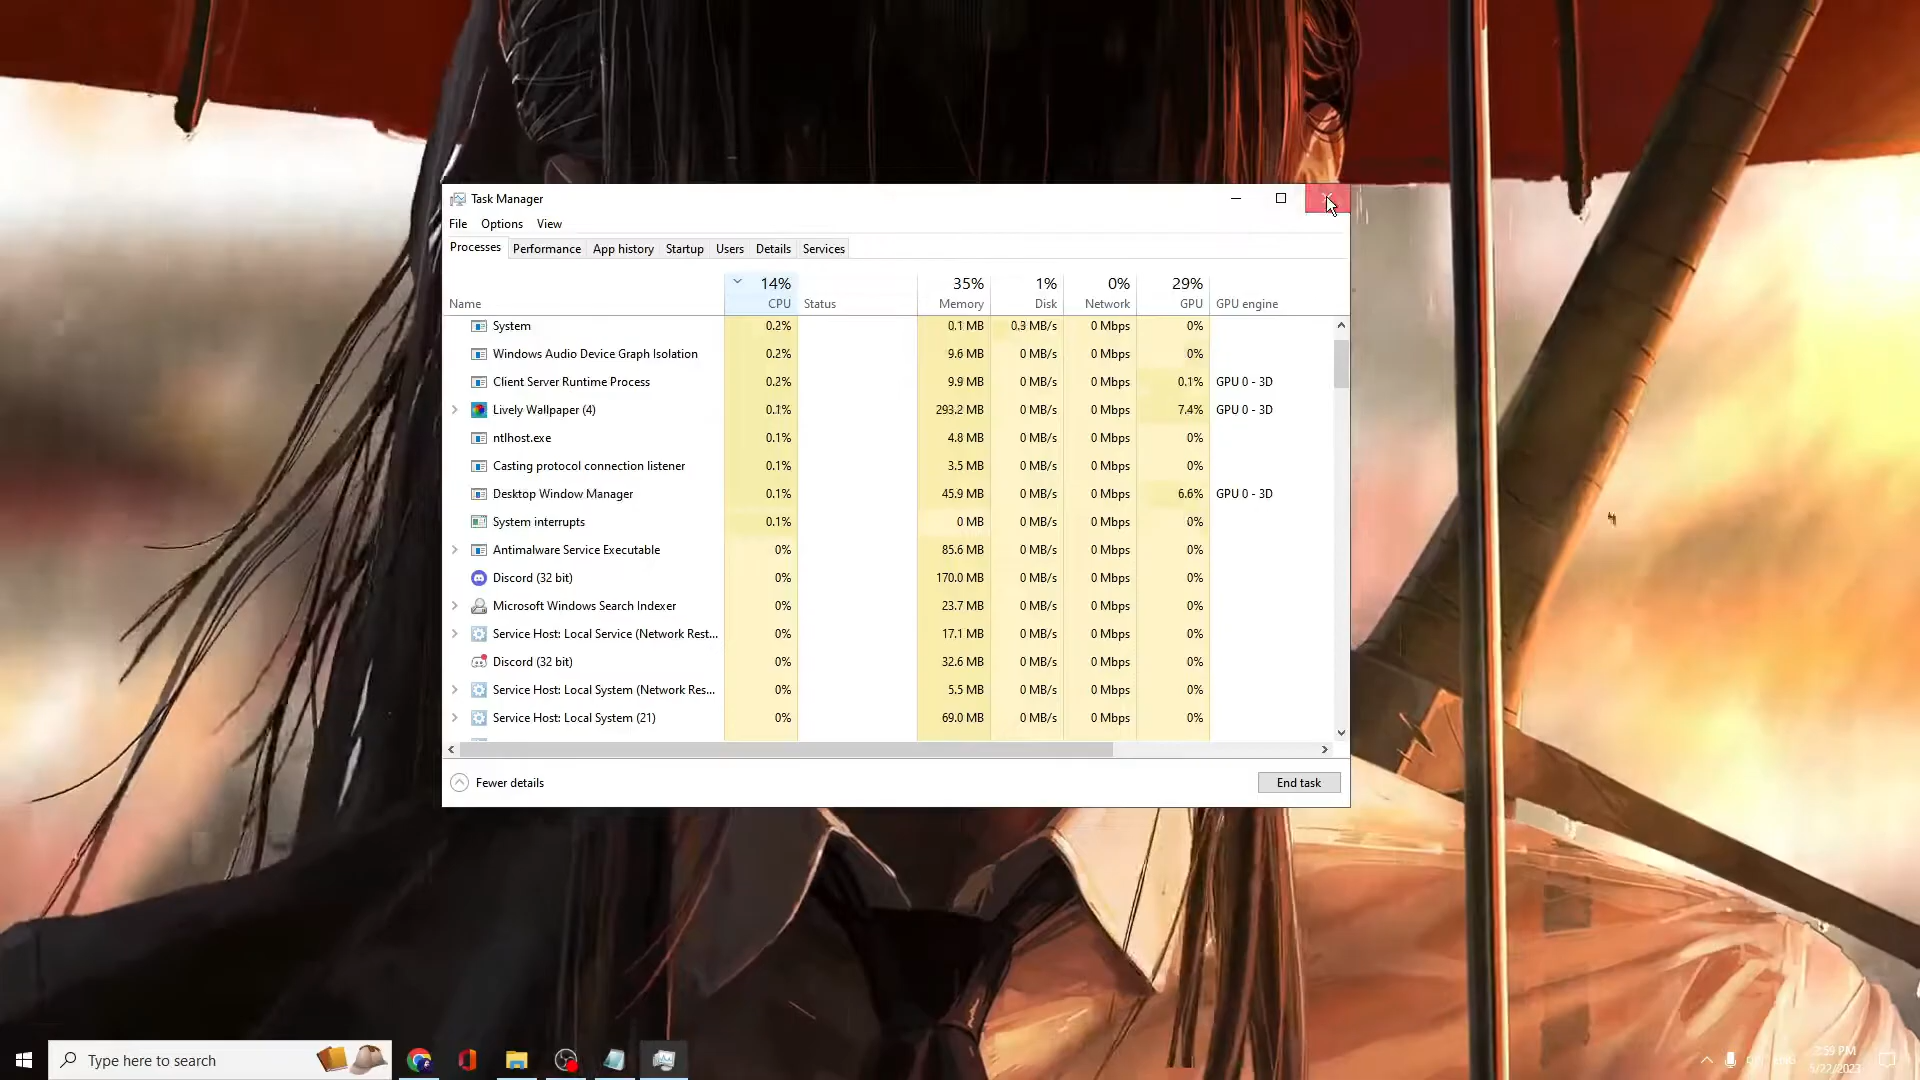 Task Manager
File Options View
Processes Performance App history Startup Users Details Services
14% 35% 1% 0% 29%
Name CPU Status Memory Disk Network GPU GPU engine
System 0.2% 0.1 MB 0.3 MB/s 0 Mbps 0%
Windows Audio Device Graph Isolation 0.2% 9.6 MB 0 MB/s 0 Mbps 0%
Client Server Runtime Process 0.2% 9.9 MB 0 MB/s 0 Mbps 0.1% GPU 0 - 3D
Lively Wallpaper (4) 0.1% 293.2 MB 0 MB/s 0 Mbps 7.4% GPU 0 - 3D
ntlhost.exe 0.1% 4.8 MB 0 MB/s 0 Mbps 0%
Casting protocol connection listener 0.1% 3.5 MB 0 MB/s 0 Mbps 0%
Desktop Window Manager 0.1% 45.9 MB 0 MB/s 0 Mbps 6.6% GPU 0 - 3D
System interrupts 0.1% 0 MB 0 MB/s 0 Mbps 0%
Antimalware Service Executable 0% 85.6 MB 0 MB/s 0 Mbps 0%
Discord (32 bit) 0% 170.0 MB 0 MB/s 0 Mbps 0%
Microsoft Windows Search Indexer 0% 23.7 MB 0 MB/s 0 Mbps 0%
Service Host: Local Service (Network Rest... 0% 17.1 MB 0 MB/s 0 Mbps 0%
Discord (32 bit) 0% 32.6 MB 0 MB/s 0 Mbps 0%
Service Host: Local System (Network Res... 0% 5.5 MB 0 MB/s 0 Mbps 0%
Service Host: Local System (21) 0% 69.0 MB 0 MB/s 0 Mbps 0%
Fewer details End task
Type here to search
ENG 2:59 PM
5/22/2023